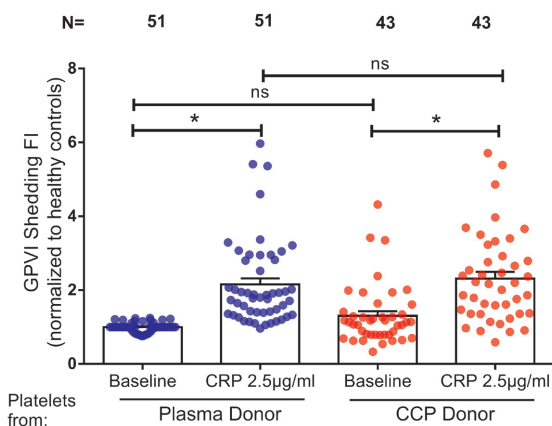 N= 51 51 43 43
ns
ns
* *
GPVI Shedding FI
(normalized to healthy controls)
8
6
4
2
0
Baseline CRP 2.5µg/ml Baseline CRP 2.5µg/ml
Platelets
from:
Plasma Donor CCP Donor